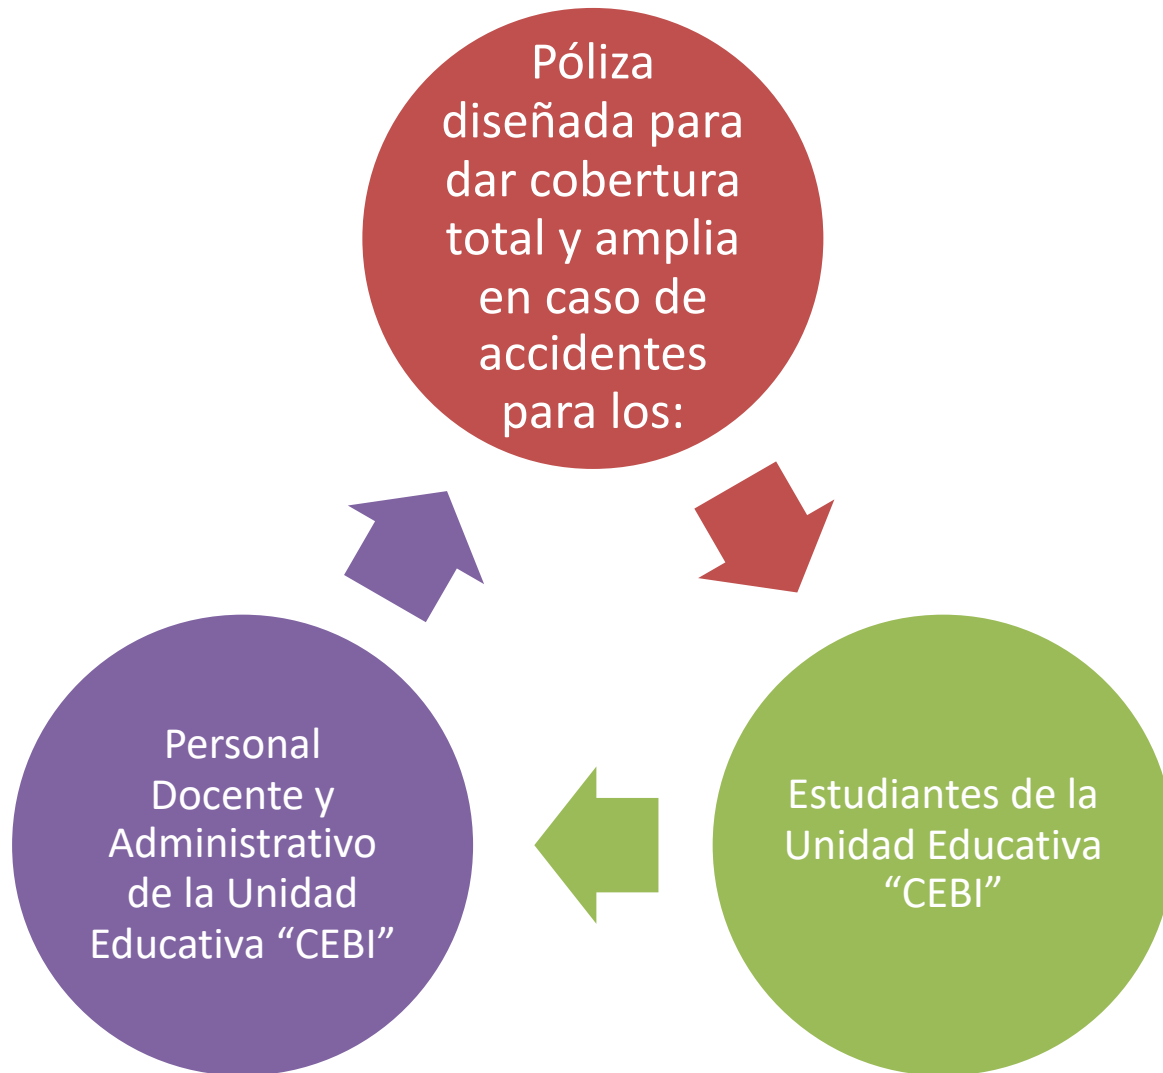 Póliza
diseñada para
dar cobertura
total y amplia
en caso de
accidentes
para los:
Estudiantes de la
Unidad Educativa
“CEBI”
Personal
Docente y
Administrativo
de la Unidad
Educativa “CEBI”